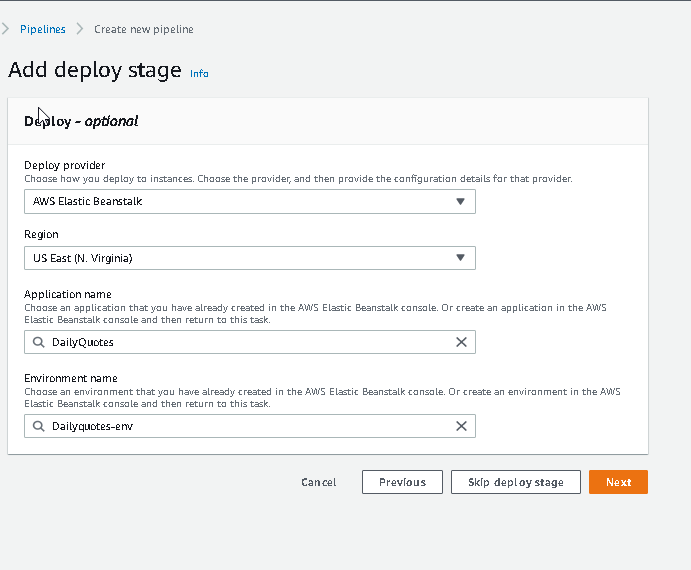 Pipelines Create new pipeline
Add deploy stage Info
Deploy - optional
Deploy provider
Choose how you deploy to instances. Choose the provider, and then provide the configuration details for that provider.
AWS Elastic Beanstalk
Region
US East (N. Virginia)
Application name
Choose an application that you have already created in the AWS Elastic Beanstalk console. Or create an application in the AWS
Elastic Beanstalk console and then return to this task.
DailyQuotes
Environment name
Choose an environment that you have already created in the AWS Elastic Beanstalk console. Or create an environment in the AWS
Elastic Beanstalk console and then return to this task.
Dailyquotes-env
Cancel Previous Skip deploy stage Next